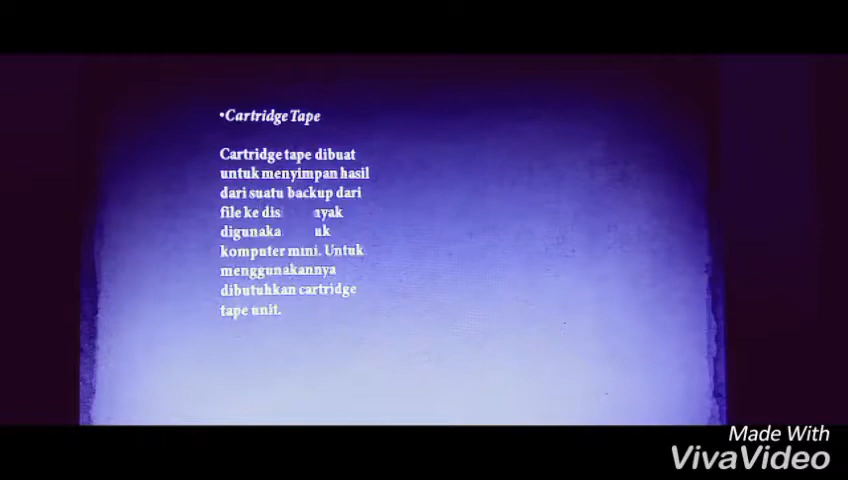 •Cartridge Tape
Cartridge tape dibuat
untuk menyimpan hasil
dari suatu backup dari
file ke
komputer mini. Untuk
menggunakannya
dibutuhkan cartridge
tape unit.
Made With
VivaVideo